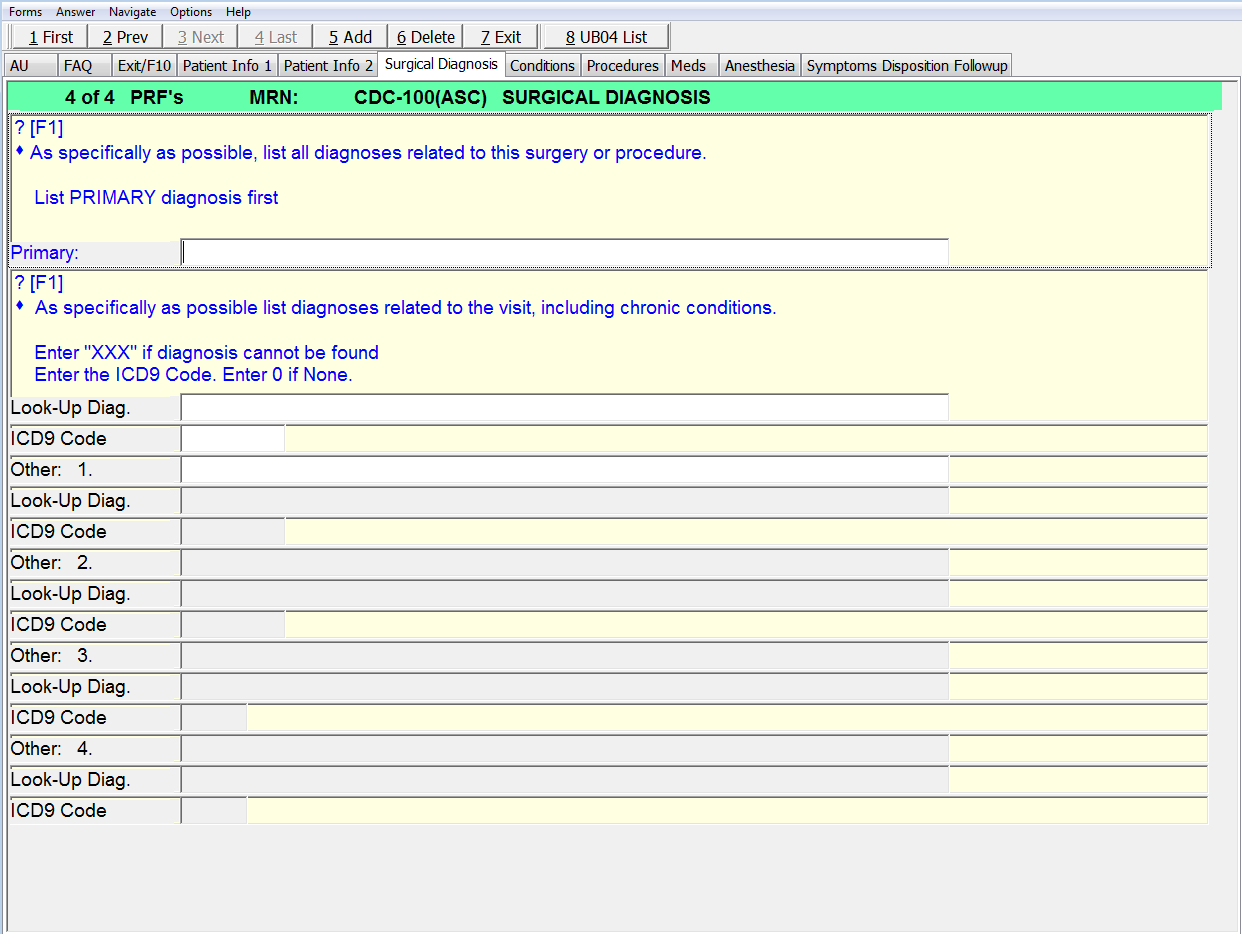 Forms Answer Navigate Options Help
1 First 2 Prev 3 Next 4 Last 5 Add 6 Delete 7 Exit 8 UB04 List
AU FAQ Exit/F10 Patient Info 1 Patient Info 2 Surgical Diagnosis Conditions Procedures Meds Anesthesia Symptoms Disposition Followup
4 of 4 PRF's MRN: CDC-100(ASC) SURGICAL DIAGNOSIS
? [F1]
♦ As specifically as possible, list all diagnoses related to this surgery or procedure.
List PRIMARY diagnosis first
Primary:
? [F1]
♦ As specifically as possible list diagnoses related to the visit, including chronic conditions.
Enter "XXX" if diagnosis cannot be found
Enter the ICD9 Code. Enter 0 if None.
Look-Up Diag.
ICD9 Code
Other: 1.
Look-Up Diag.
ICD9 Code
Other: 2.
Look-Up Diag.
ICD9 Code
Other: 3.
Look-Up Diag.
ICD9 Code
Other: 4.
Look-Up Diag.
ICD9 Code